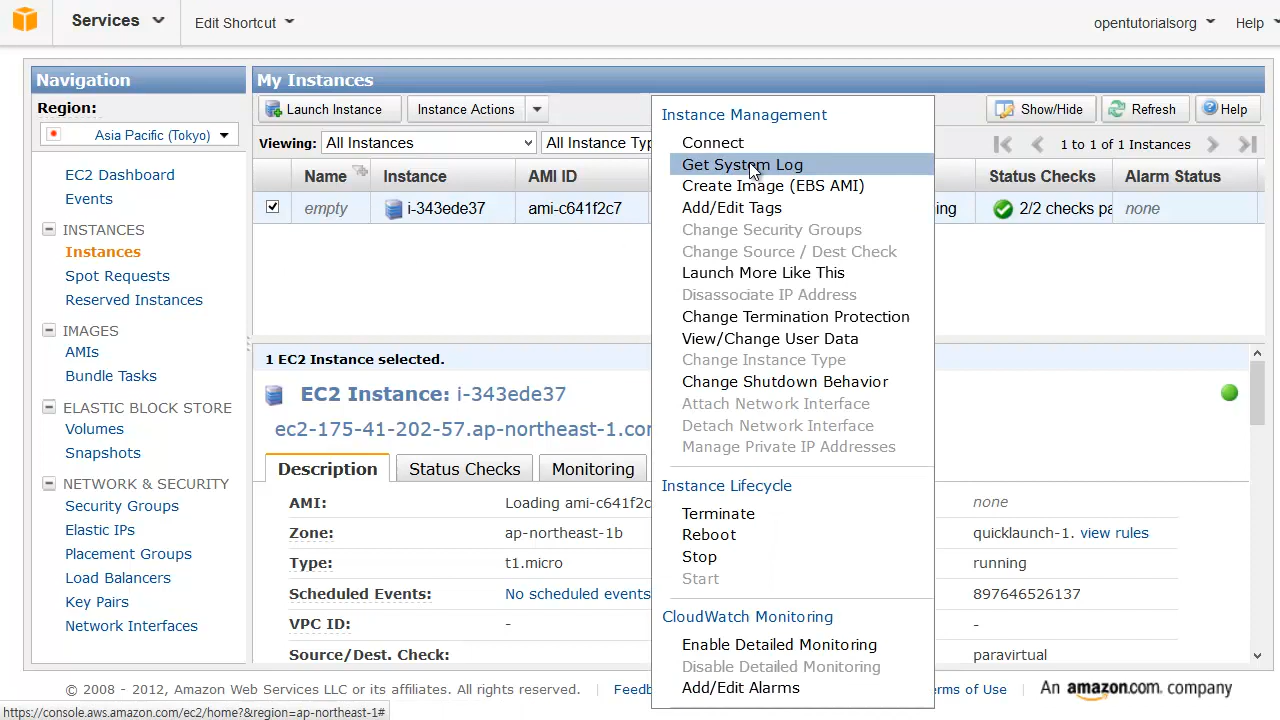 Services
Edit Shortcut
opentutorialsorg
Help
Navigation
Region:
Asia Pacific (Tokyo)
EC2 Dashboard
Events
INSTANCES
Instances
Spot Requests
Reserved Instances
IMAGES
AMIs
Bundle Tasks
ELASTIC BLOCK STORE
Volumes
Snapshots
NETWORK & SECURITY
Security Groups
Elastic IPs
Placement Groups
Load Balancers
Key Pairs
Network Interfaces
My Instances
Launch Instance
Instance Actions
Show/Hide
Refresh
Help
Viewing: All Instances All Instance Typ
1 to 1 of 1 Instances
Name Instance AMI ID Status Checks Alarm Status
empty i-343ede37 ami-c641f2c7 ning 2/2 checks pa none
Instance Management
Connect
Get System Log
Create Image (EBS AMI)
Add/Edit Tags
Change Security Groups
Change Source / Dest Check
Launch More Like This
Disassociate IP Address
Change Termination Protection
View/Change User Data
Change Instance Type
Change Shutdown Behavior
Attach Network Interface
Detach Network Interface
Manage Private IP Addresses
Instance Lifecycle
Terminate
Reboot
Stop
Start
CloudWatch Monitoring
Enable Detailed Monitoring
Disable Detailed Monitoring
Add/Edit Alarms
1 EC2 Instance selected.
EC2 Instance: i-343ede37
ec2-175-41-202-57.ap-northeast-1.co
Description Status Checks Monitoring
AMI: Loading ami-c641f2c none
Zone: ap-northeast-1b quicklaunch-1. view rules
Type: t1.micro running
Scheduled Events: No scheduled events 897646526137
VPC ID: - -
Source/Dest. Check: paravirtual
© 2008 - 2012, Amazon Web Services LLC or its affiliates. All rights reserved. Feedb erms of Use An amazon.com company
https://console.aws.amazon.com/ec2/home?&region=ap-northeast-1#